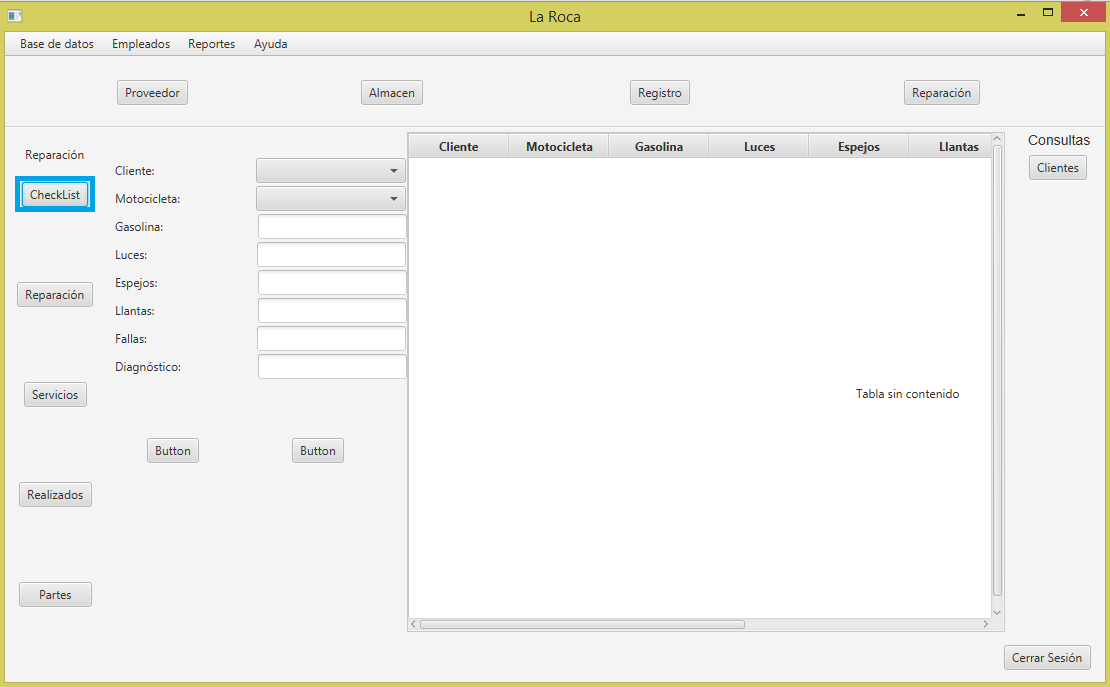 La Roca
Base de datos Empleados Reportes Ayuda
Proveedor Almacen Registro Reparación
Reparación
CheckList
Reparación
Servicios
Realizados
Partes
Cliente:
Motocicleta:
Gasolina:
Luces:
Espejos:
Llantas:
Fallas:
Diagnóstico:
Button Button
Cliente Motocicleta Gasolina Luces Espejos Llantas
Tabla sin contenido
Consultas
Clientes
Cerrar Sesión